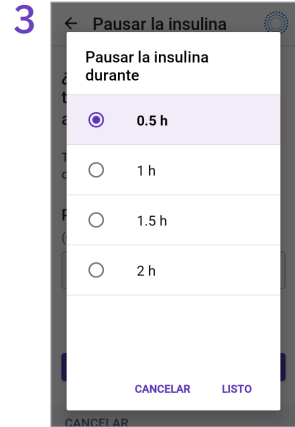 3
Pausar la insulina
Pausar la insulina
durante
0.5 h
1 h
1.5 h
2 h
CANCELAR LISTO
CANCELAR